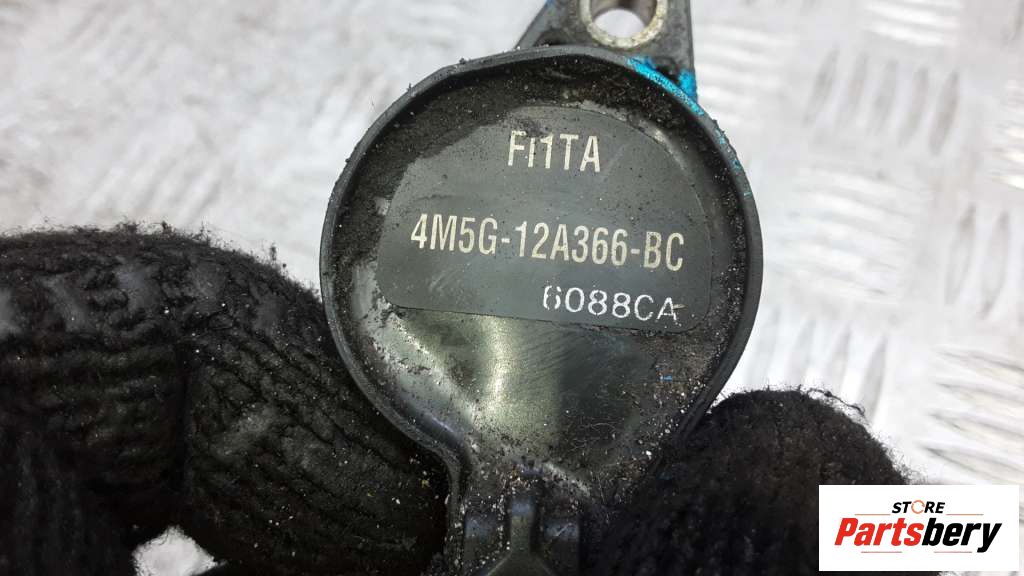 FI1TA
4M5G-12A366-BC
6088CA
STORE
Partsbery